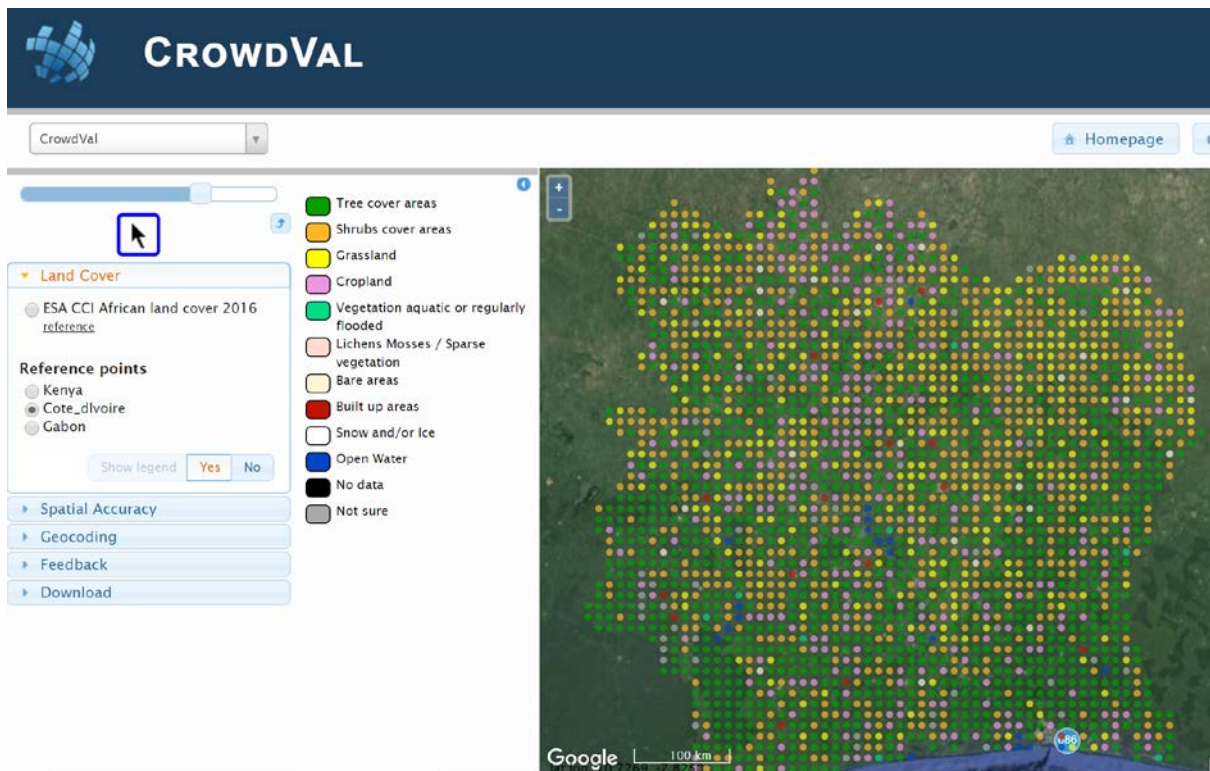 CROWDVAL
CrowdVal
Homepage
Land Cover
ESA CCI African land cover 2016
reference
Reference points
Kenya
Cote_dIvoire
Gabon
Show legend Yes No
Spatial Accuracy
Geocoding
Feedback
Download
Tree cover areas
Shrubs cover areas
Grassland
Cropland
Vegetation aquatic or regularly
flooded
Lichens Mosses / Sparse
vegetation
Bare areas
Built up areas
Snow and/or Ice
Open Water
No data
Not sure
+
-
Google
100 km